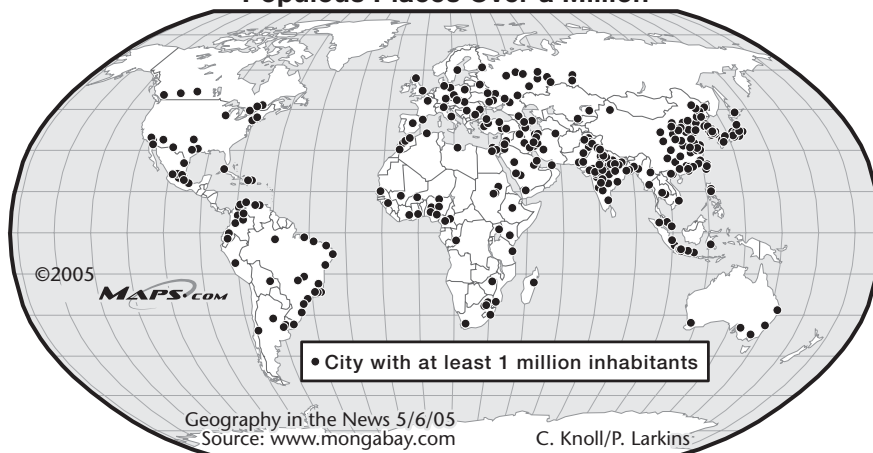 Populous Places Over a Million
©2005
MAPS.COM
• City with at least 1 million inhabitants
Geography in the News 5/6/05
Source: www.mongabay.com C. Knoll/P. Larkins